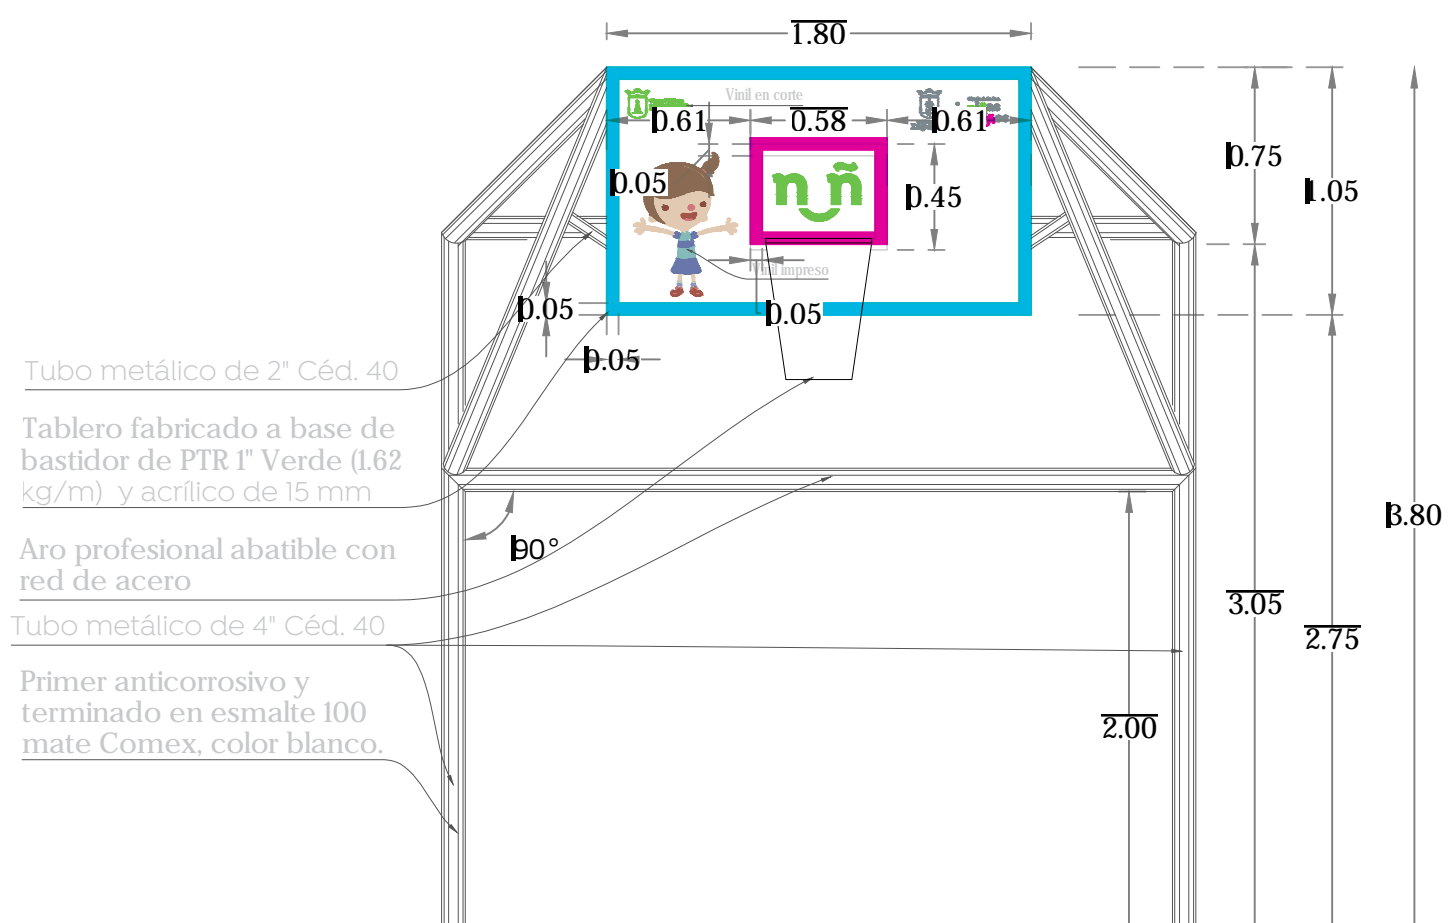 1.80
Vinil en corte
0.61
0.58
0.61
0.75
1.05
0.05
nñ
0.45
Vinil impreso
0.05
0.05
0.05
Tubo metálico de 2" Céd. 40
Tablero fabricado a base de
bastidor de PTR 1" Verde (1.62
kg/m) y acrílico de 15 mm
Aro profesional abatible con
red de acero
90°
3.80
3.05
Tubo metálico de 4" Céd. 40
2.75
Primer anticorrosivo y
terminado en esmalte 100
mate Comex, color blanco.
2.00